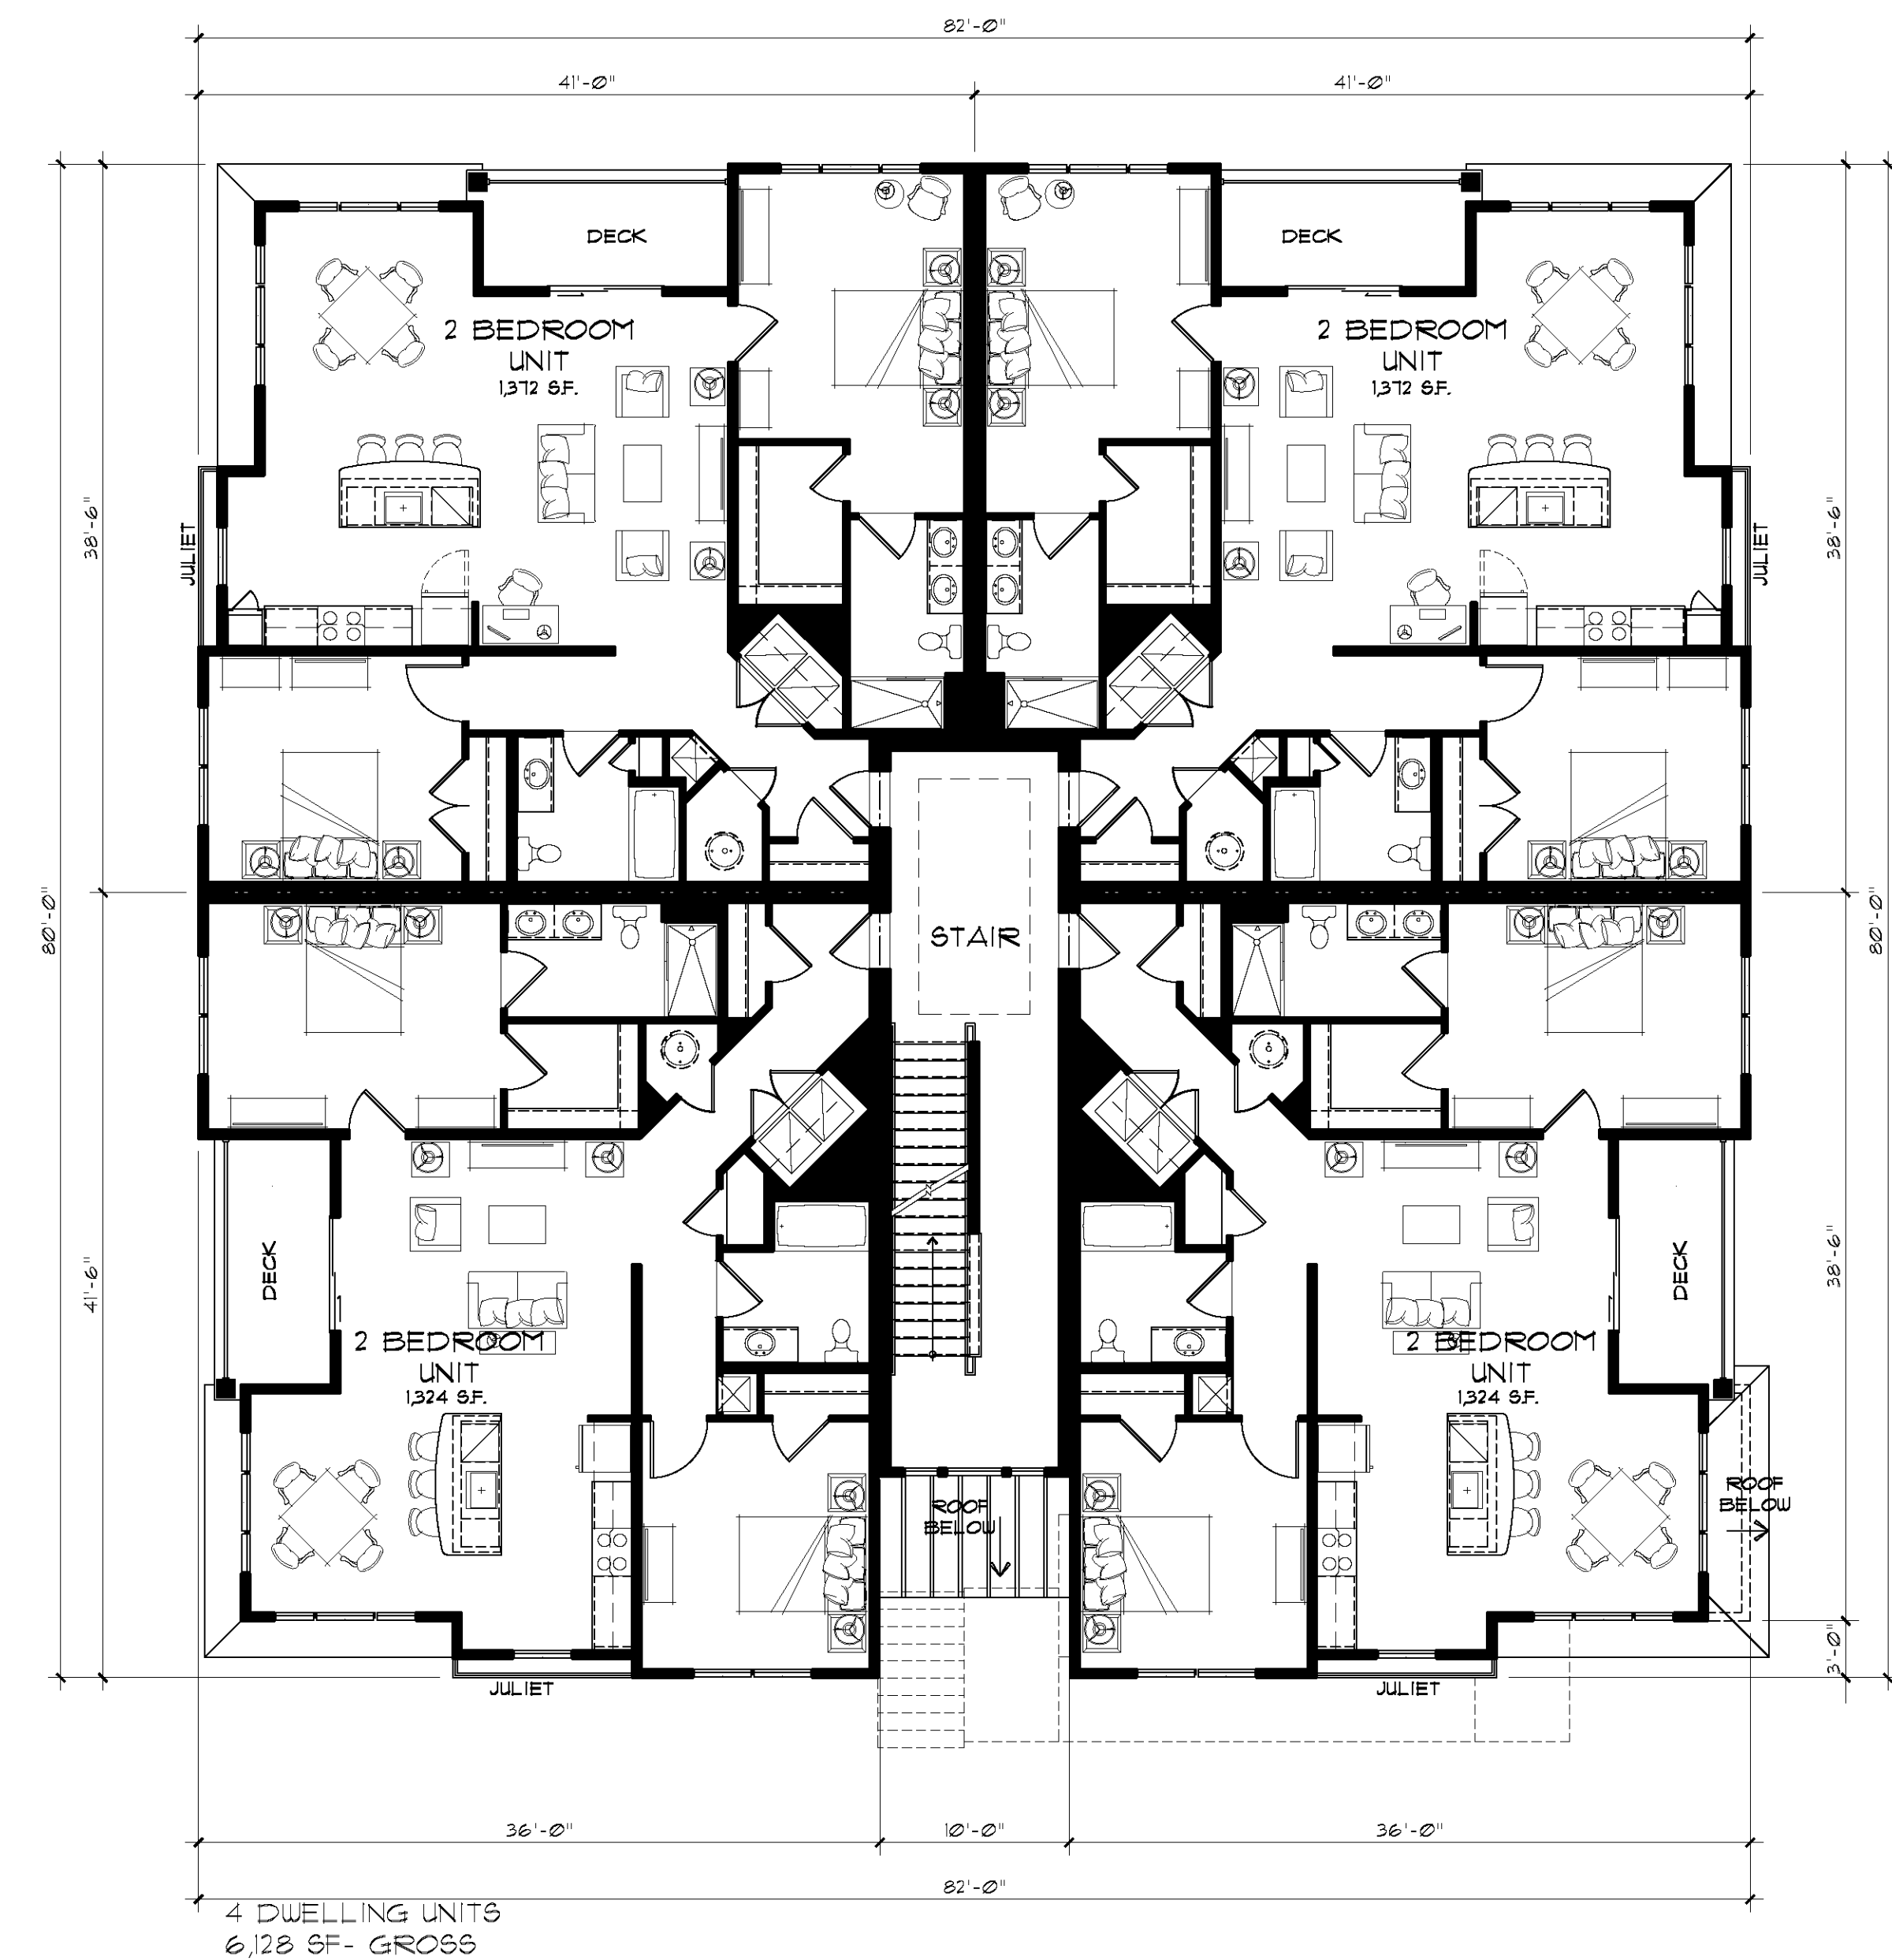 82'-0"
41'-0"
41'-0"
DECK
DECK
2 BEDROOM
UNIT
1,372 S.F.
2 BEDROOM
UNIT
1,372 S.F.
38'-6"
38'-6"
JULIET
JULIET
80'-0"
80'-0"
STAIR
41'-6"
38'-6"
DECK
DECK
2 BEDROOM
UNIT
1,324 S.F.
2 BEDROOM
UNIT
1,324 S.F.
ROOF
BELOW
ROOF
BELOW
3'-0"
JULIET
JULIET
36'-0"
10'-0"
36'-0"
82'-0"
4 DWELLING UNITS
6,128 SF- GROSS